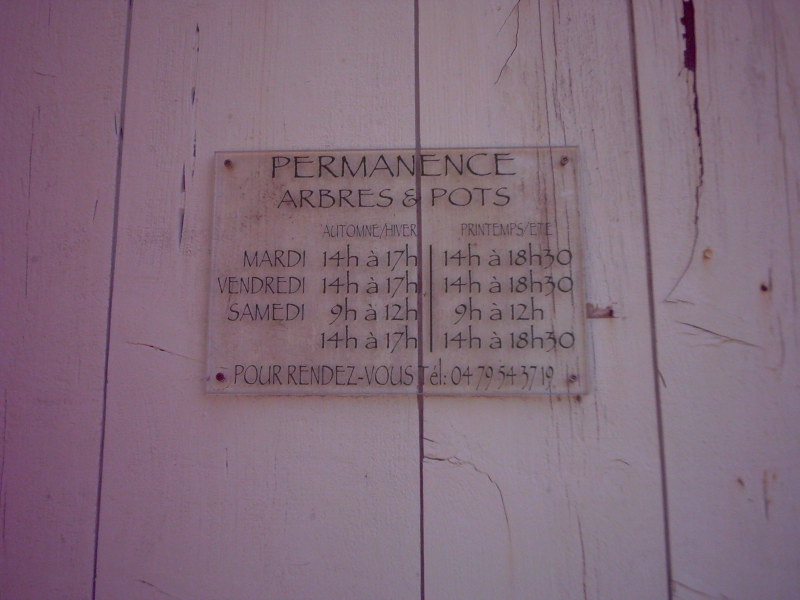 PERMANENCE
ARBRES & POTS
AUTOMNE/HIVER PRINTEMPS/ETE
MARDI 14h à 17h 14h à 18h30
VENDREDI 14h à 17h 14h à 18h30
SAMEDI 9h à 12h 9h à 12h
14h à 17h 14h à 18h30
POUR RENDEZ-VOUS Tél: 04 79 54 37 19